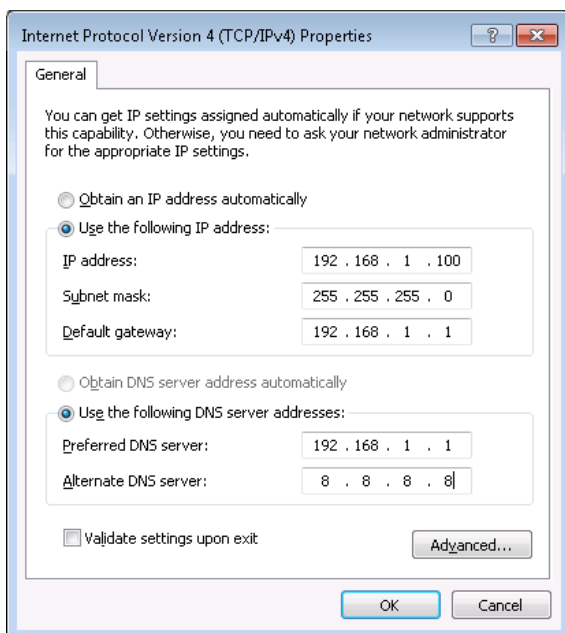 Internet Protocol Version 4 (TCP/IPv4) Properties
General
You can get IP settings assigned automatically if your network supports
this capability. Otherwise, you need to ask your network administrator
for the appropriate IP settings.
Obtain an IP address automatically
Use the following IP address:
IP address: 192 . 168 . 1 . 100
Subnet mask: 255 . 255 . 255 . 0
Default gateway: 192 . 168 . 1 . 1
Obtain DNS server address automatically
Use the following DNS server addresses:
Preferred DNS server: 192 . 168 . 1 . 1
Alternate DNS server: 8 . 8 . 8 . 8
Validate settings upon exit
Advanced...
OK Cancel